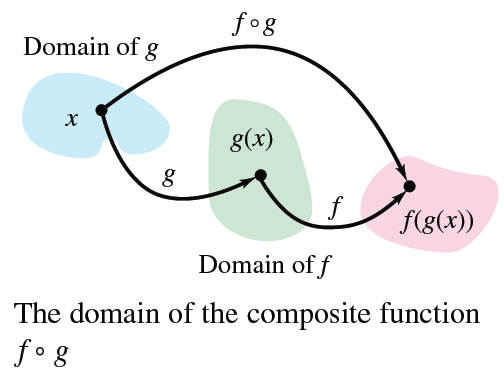 f∘g
Domain of g
x
g(x)
g
f
f(g(x))
Domain of f
The domain of the composite function
f∘ g